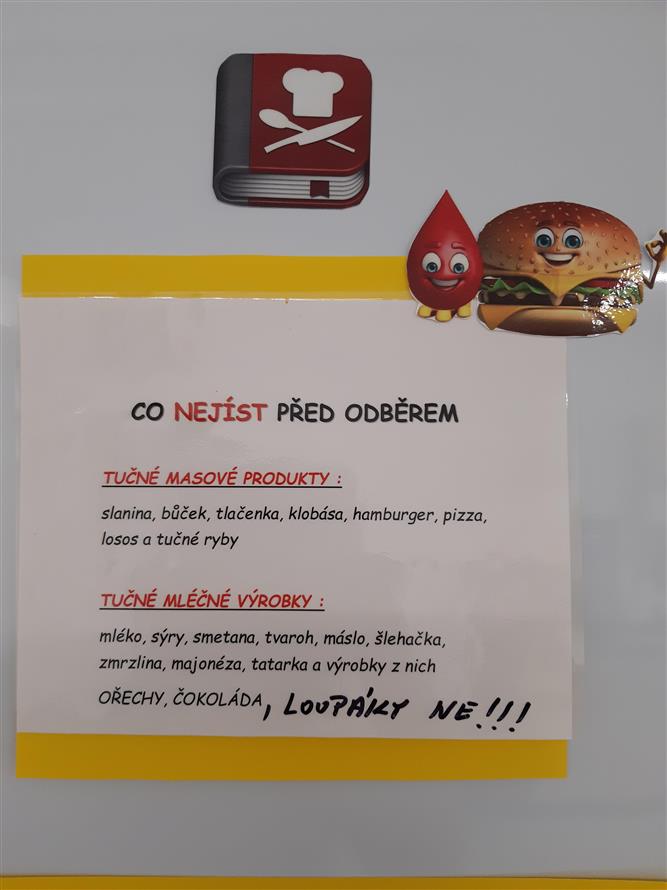 CO NEJÍST PŘED ODBĚREM
TUČNÉ MASOVÉ PRODUKTY :
slanina, bůček, tlačenka, klobása, hamburger, pizza,
losos a tučné ryby
TUČNÉ MLÉČNÉ VÝROBKY :
mléko, sýry, smetana, tvaroh, máslo, šlehačka,
zmrzlina, majonéza, tatarka a výrobky z nich
OŘECHY, ČOKOLÁDA, LOUPÁKY NE!!!